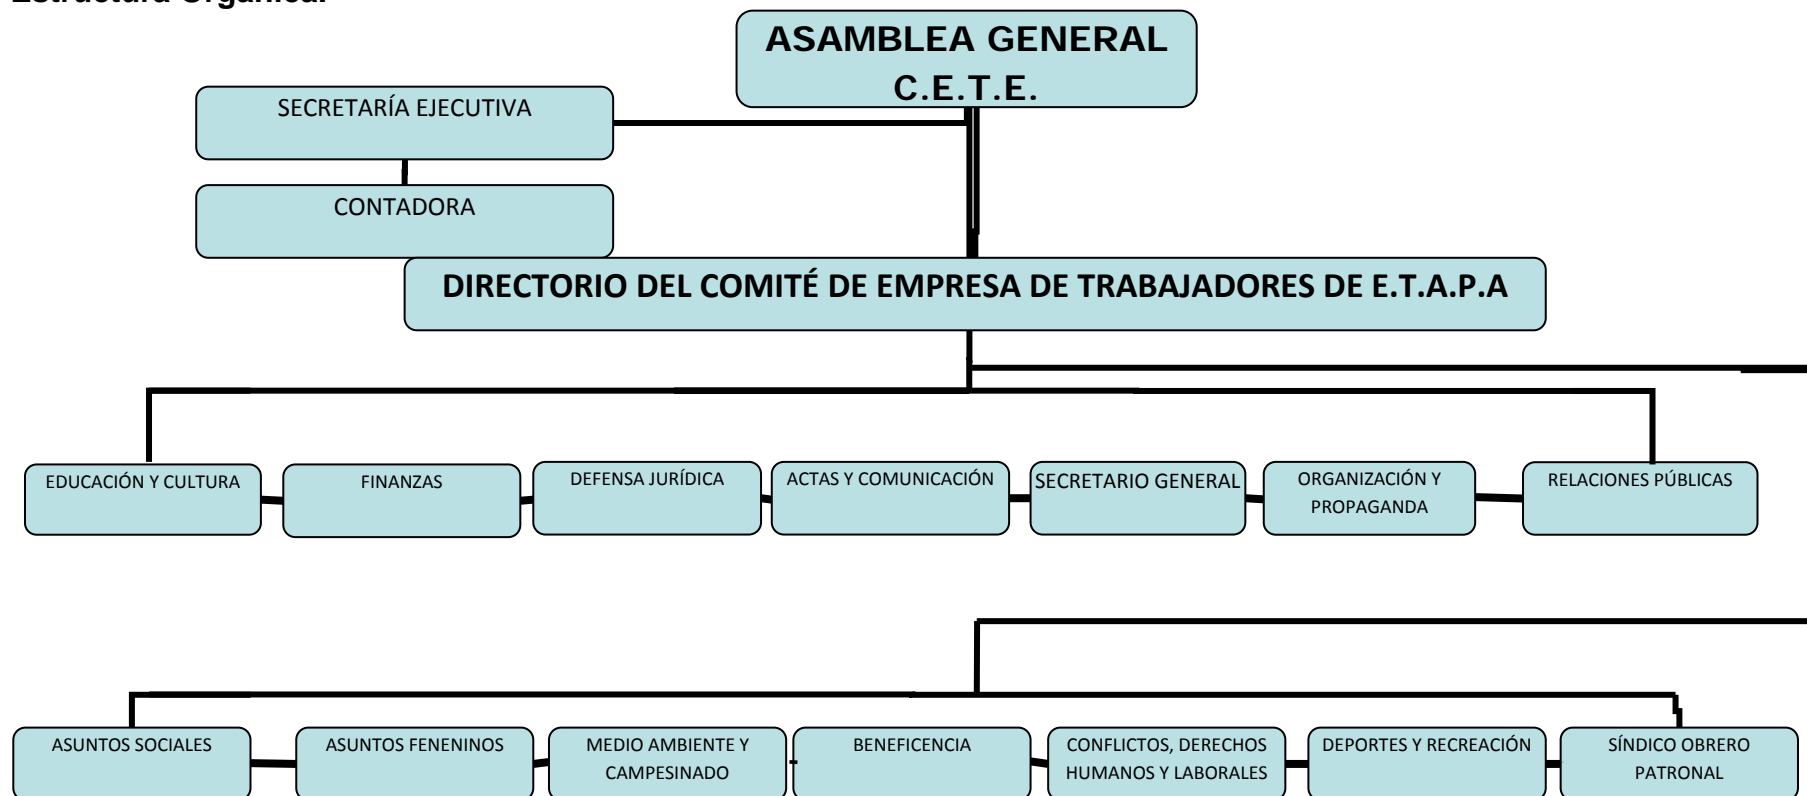 Estructura Orgánica.
ASAMBLEA GENERAL
C.E.T.E.
SECRETARÍA EJECUTIVA
CONTADORA
DIRECTORIO DEL COMITÉ DE EMPRESA DE TRABAJADORES DE E.T.A.P.A
EDUCACIÓN Y CULTURA
FINANZAS
DEFENSA JURÍDICA
ACTAS Y COMUNICACIÓN
SECRETARIO GENERAL
ORGANIZACIÓN Y
PROPAGANDA
RELACIONES PÚBLICAS
ASUNTOS SOCIALES
ASUNTOS FENENINOS
MEDIO AMBIENTE Y
CAMPESINADO
BENEFICENCIA
CONFLICTOS, DERECHOS
HUMANOS Y LABORALES
DEPORTES Y RECREACIÓN
SÍNDICO OBRERO
PATRONAL